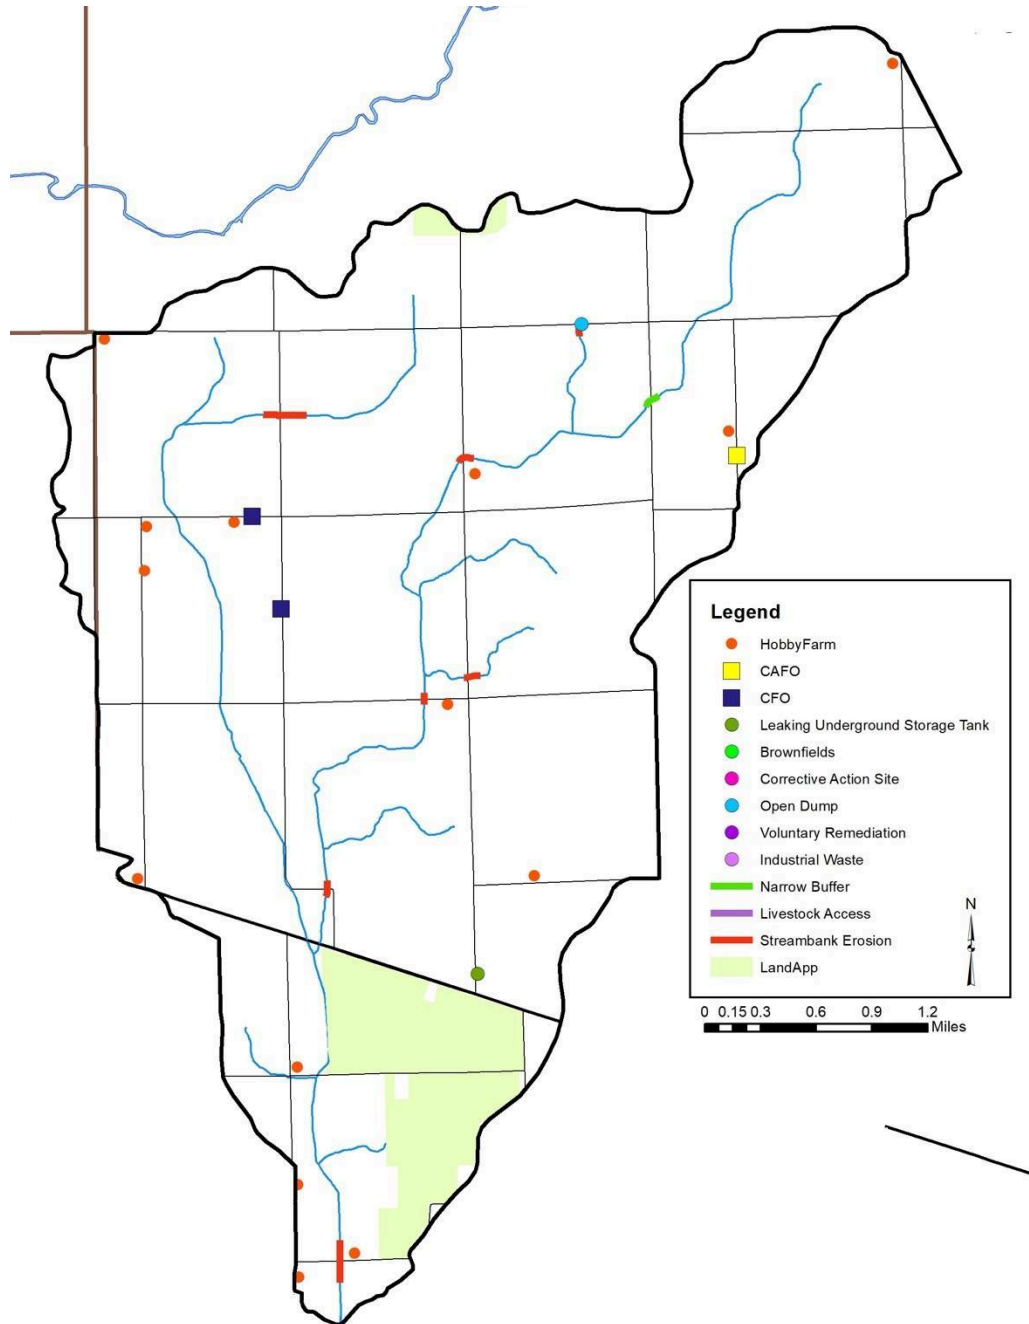 Legend
HobbyFarm
CAFO
CFO
Leaking Underground Storage Tank
Brownfields
Corrective Action Site
Open Dump
Voluntary Remediation
Industrial Waste
Narrow Buffer
Livestock Access
Streambank Erosion
LandApp
N
0 0.15 0.3 0.6 0.9 1.2
Miles